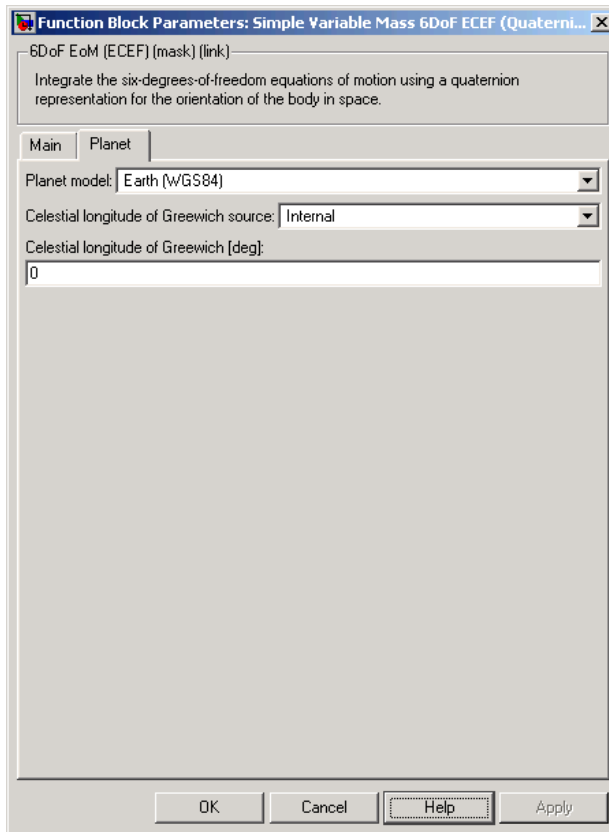 Function Block Parameters: Simple Variable Mass 6DoF ECEF (Quaterni...
6DoF EoM (ECEF) (mask) (link)
Integrate the six-degrees-of-freedom equations of motion using a quaternion
representation for the orientation of the body in space.
Main Planet
Planet model: Earth (WGS84)
Celestial longitude of Greewich source: Internal
Celestial longitude of Greewich [deg]:
0
OK Cancel Help Apply